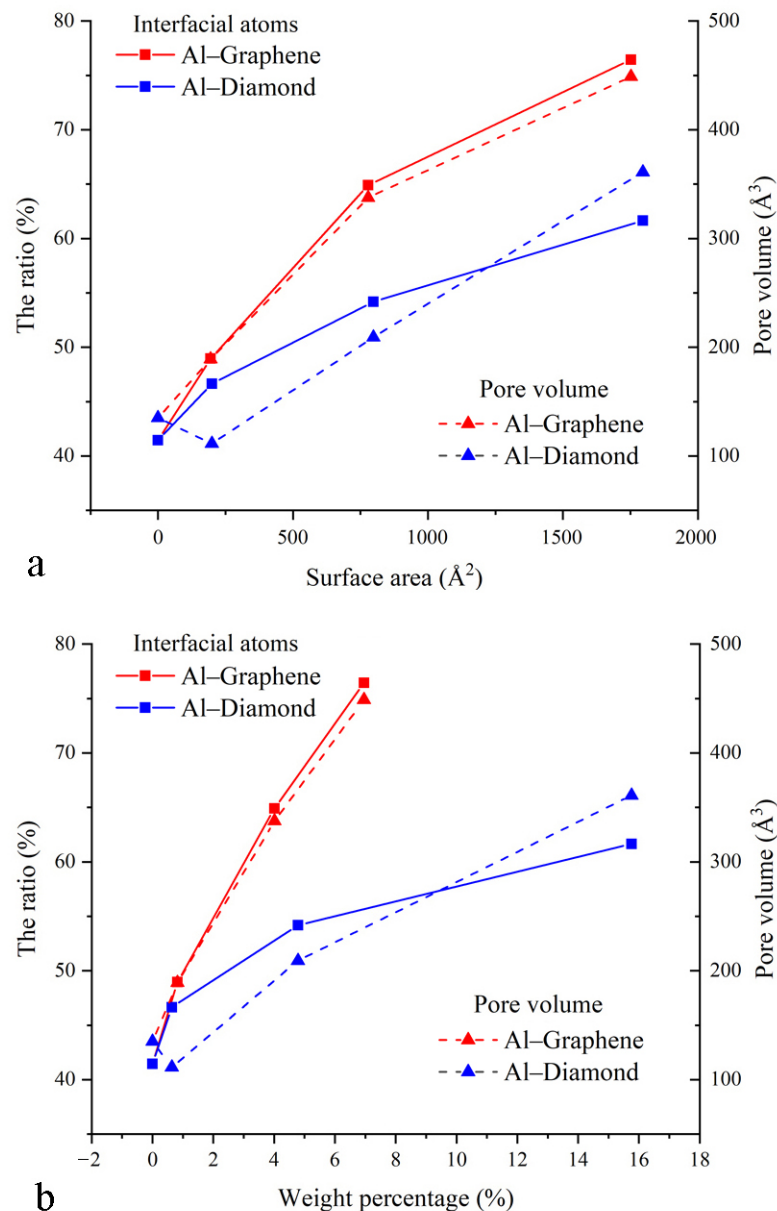 Interfacial atoms
Al–Graphene
Al–Diamond
80
70
60
50
40
The ratio (%)
500
400
300
200
100
Pore volume (Å³)
Pore volume
Al–Graphene
Al–Diamond
0
500
1000
1500
2000
Surface area (Å²)
a
Interfacial atoms
Al–Graphene
Al–Diamond
80
70
60
50
40
The ratio (%)
500
400
300
200
100
Pore volume (Å³)
Pore volume
Al–Graphene
Al–Diamond
−2
0
2
4
6
8
10
12
14
16
18
Weight percentage (%)
b